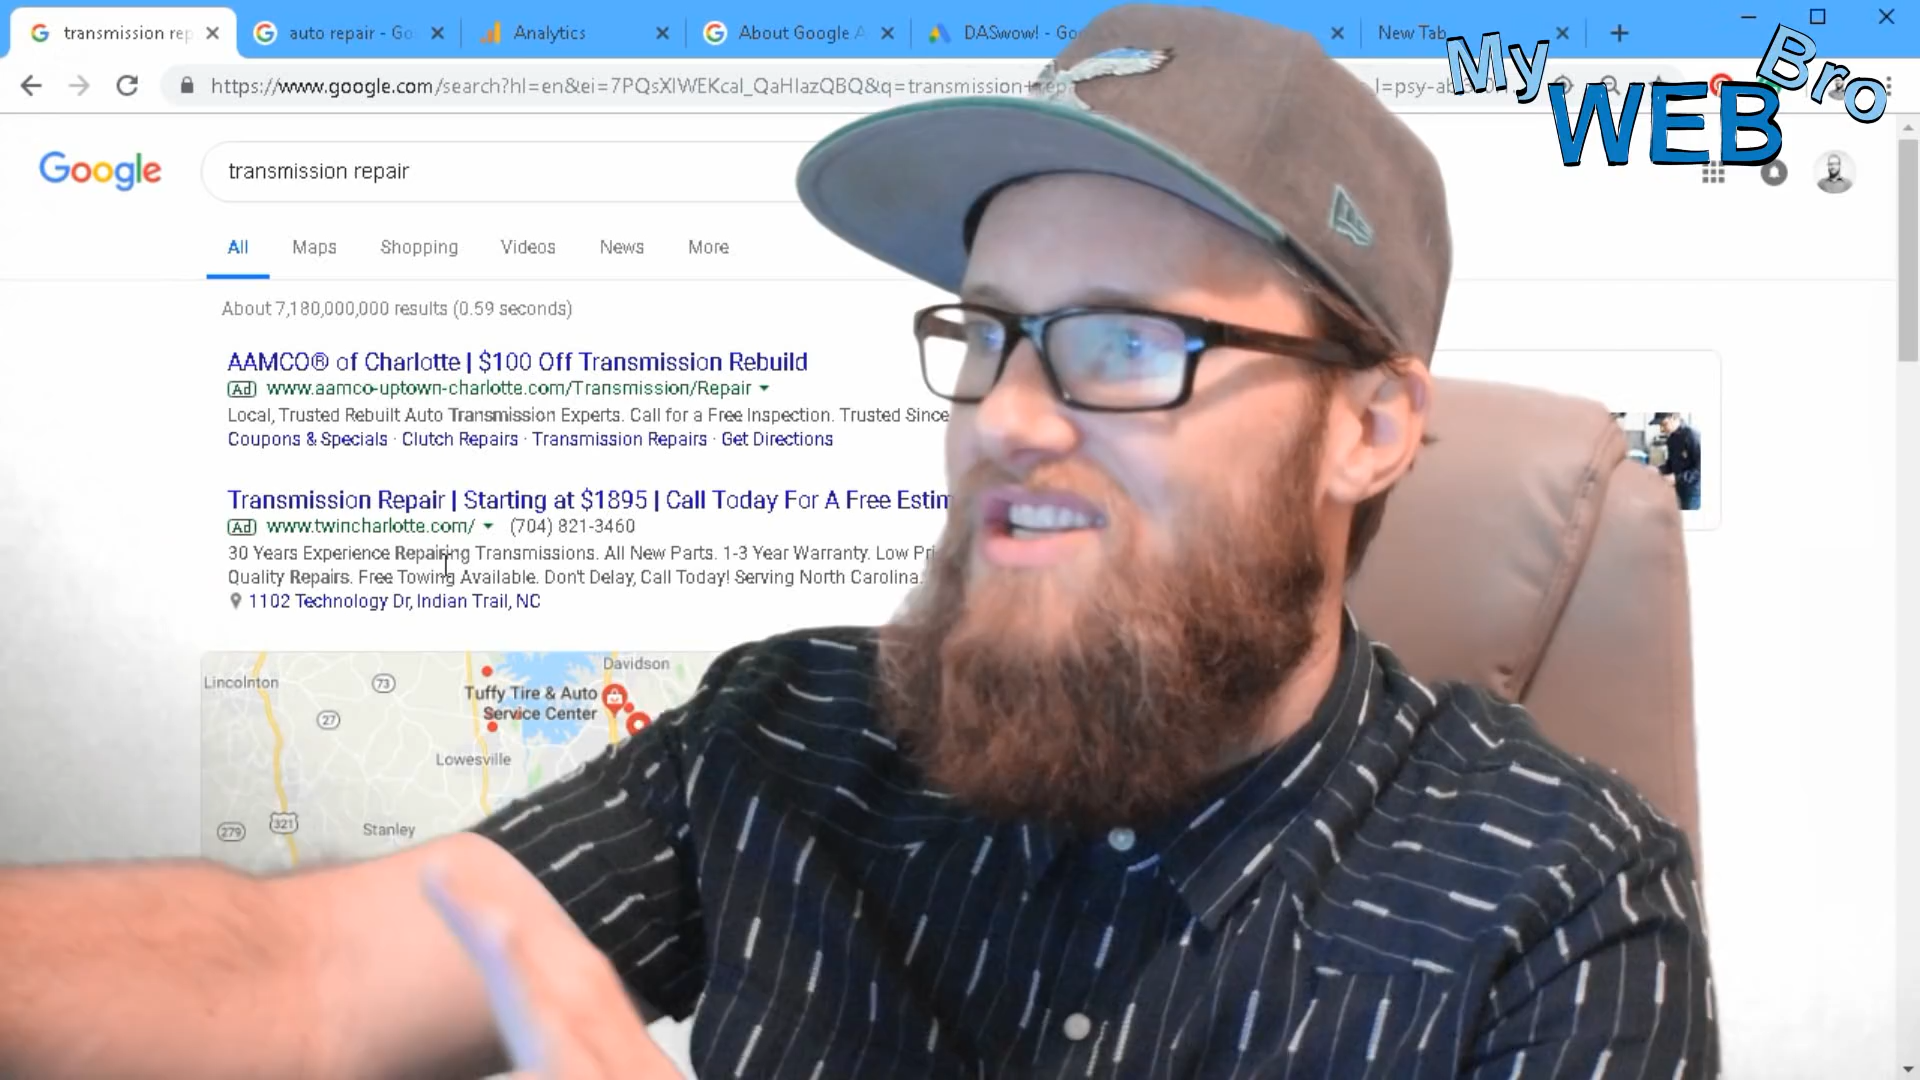 transmission rep
auto repair - Go
Analytics
About Google A
DASwow! - Go
New Tab
https://www.google.com/search?hl=en&ei=7PQsXIWEKcaI_QaHIazQBQ&q=transmission+rep
l=psy-ab
My
WEB
Bro
Google
transmission repair
All
Maps
Shopping
Videos
News
More
About 7,180,000,000 results (0.59 seconds)
AAMCO® of Charlotte | $100 Off Transmission Rebuild
Ad www.aamco-uptown-charlotte.com/Transmission/Repair
Local, Trusted Rebuilt Auto Transmission Experts. Call for a Free Inspection. Trusted Since
Coupons & Specials · Clutch Repairs · Transmission Repairs · Get Directions
Transmission Repair | Starting at $1895 | Call Today For A Free Estim
Ad www.twincharlotte.com/ (704) 821-3460
30 Years Experience Repairing Transmissions. All New Parts. 1-3 Year Warranty. Low Pri
Quality Repairs. Free Towing Available. Don't Delay, Call Today! Serving North Carolina.
1102 Technology Dr, Indian Trail, NC
Davidson
Lincolnton
73
Tuffy Tire & Auto
Service Center
27
Lowesville
321
279
Stanley